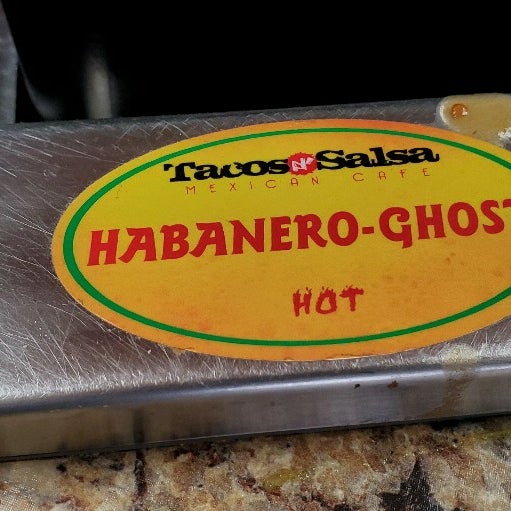 Tacos N' Salsa
MEXICAN CAFE
HABANERO-GHOST
HOT